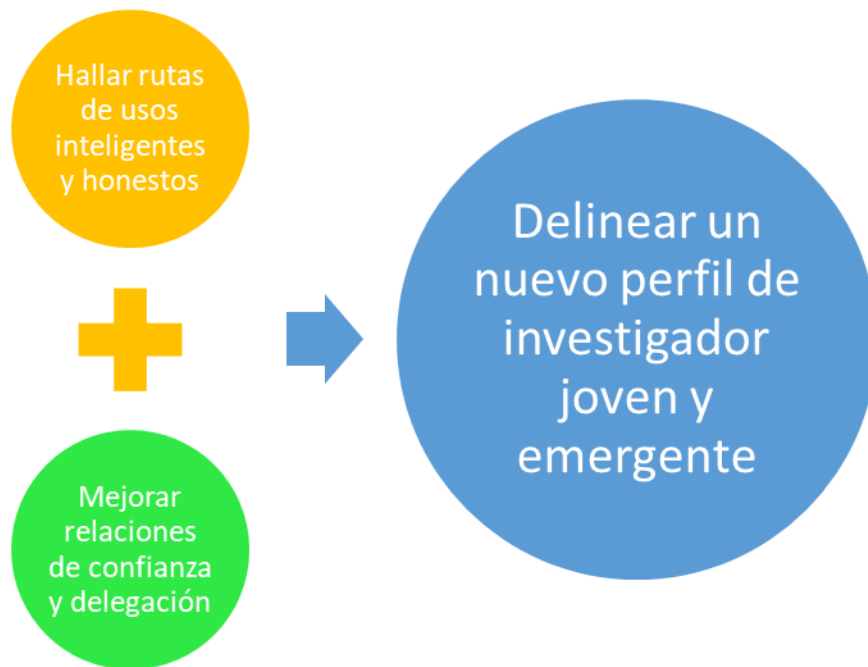 Hallar rutas
de usos
inteligentes
y honestos
Mejorar
relaciones
de confianza
y delegación
Delinear un
nuevo perfil de
investigador
joven y
emergente